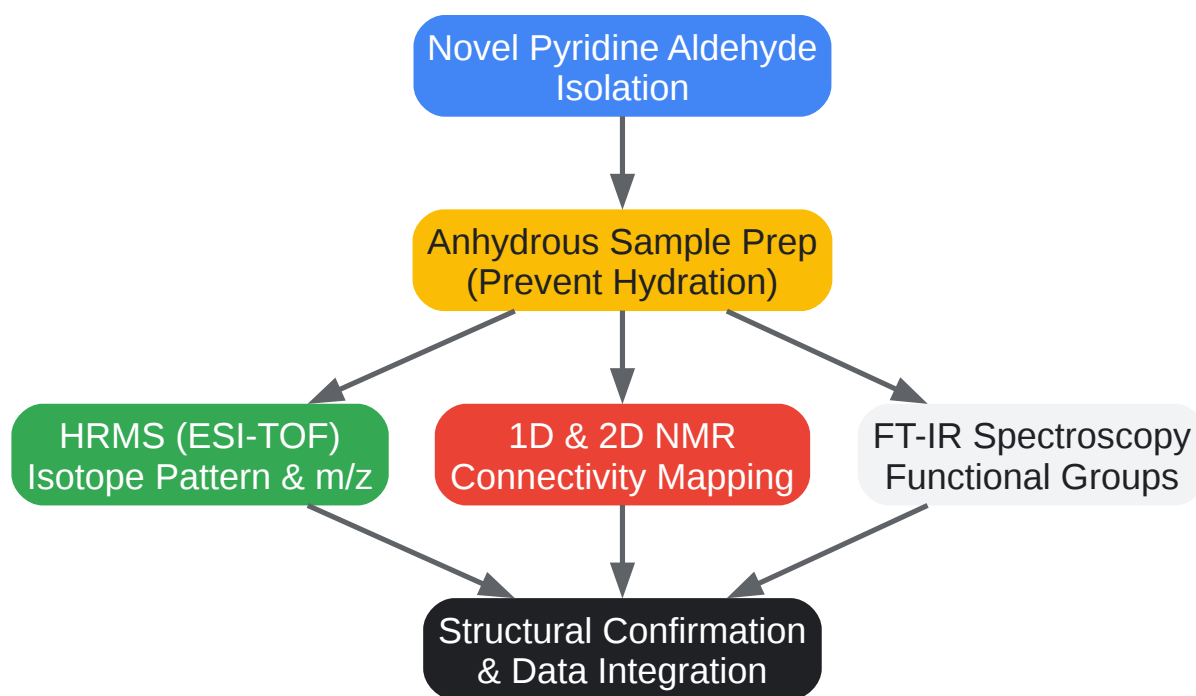 Novel Pyridine Aldehyde
Isolation
Anhydrous Sample Prep
(Prevent Hydration)
HRMS (ESI-TOF)
Isotope Pattern & m/z
1D & 2D NMR
Connectivity Mapping
FT-IR Spectroscopy
Functional Groups
Structural Confirmation
& Data Integration